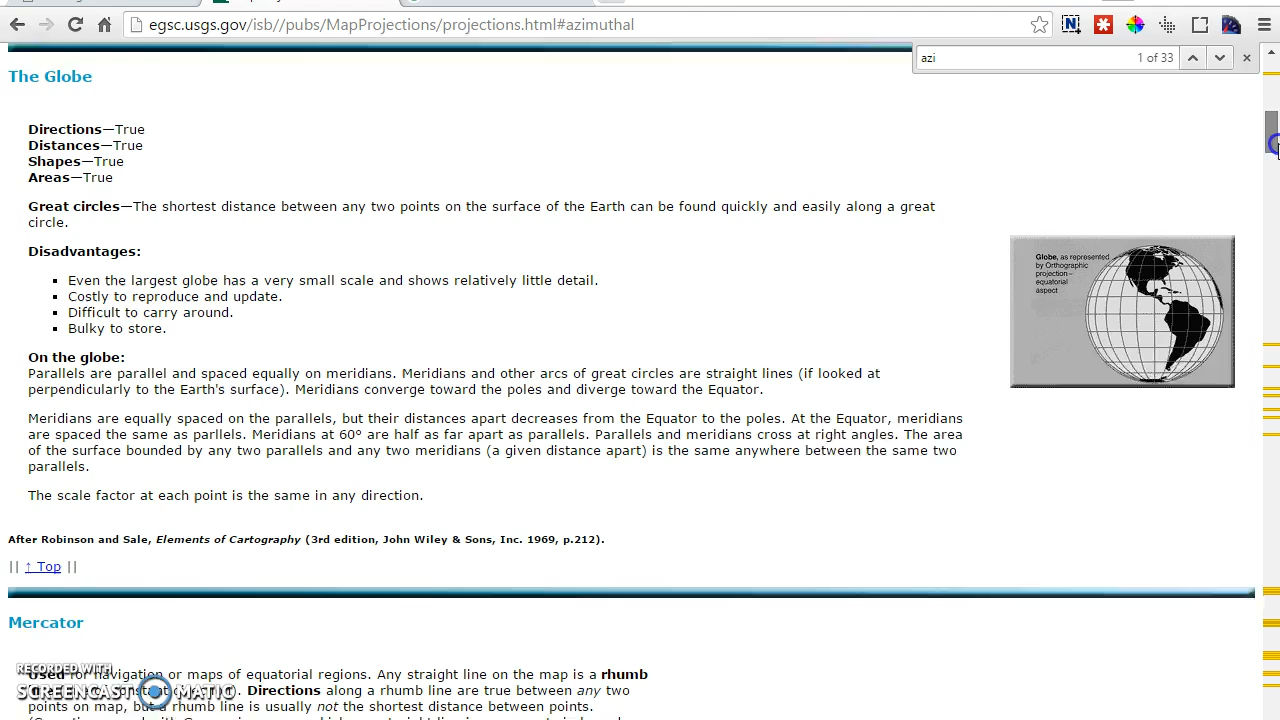 egsc.usgs.gov/isb//pubs/MapProjections/projections.html#azimuthal
azi 1 of 33
The Globe
Directions—True
Distances—True
Shapes—True
Areas—True
Great circles—The shortest distance between any two points on the surface of the Earth can be found quickly and easily along a great
circle.
Disadvantages:
Even the largest globe has a very small scale and shows relatively little detail.
Costly to reproduce and update.
Difficult to carry around.
Bulky to store.
Globe, as represented
by Orthographic
projection–
equatorial
aspect
On the globe:
Parallels are parallel and spaced equally on meridians. Meridians and other arcs of great circles are straight lines (if looked at
perpendicularly to the Earth's surface). Meridians converge toward the poles and diverge toward the Equator.
Meridians are equally spaced on the parallels, but their distances apart decreases from the Equator to the poles. At the Equator, meridians
are spaced the same as parllels. Meridians at 60° are half as far apart as parallels. Parallels and meridians cross at right angles. The area
of the surface bounded by any two parallels and any two meridians (a given distance apart) is the same anywhere between the same two
parallels.
The scale factor at each point is the same in any direction.
After Robinson and Sale, Elements of Cartography (3rd edition, John Wiley & Sons, Inc. 1969, p.212).
|| ↑ Top ||
Mercator
Used for navigation or maps of equatorial regions. Any straight line on the map is a rhumb
Directions along a rhumb line are true between any two
points on map, but a rhumb line is usually not the shortest distance between points.
RECORDED WITH
SCREENCAST MATIC